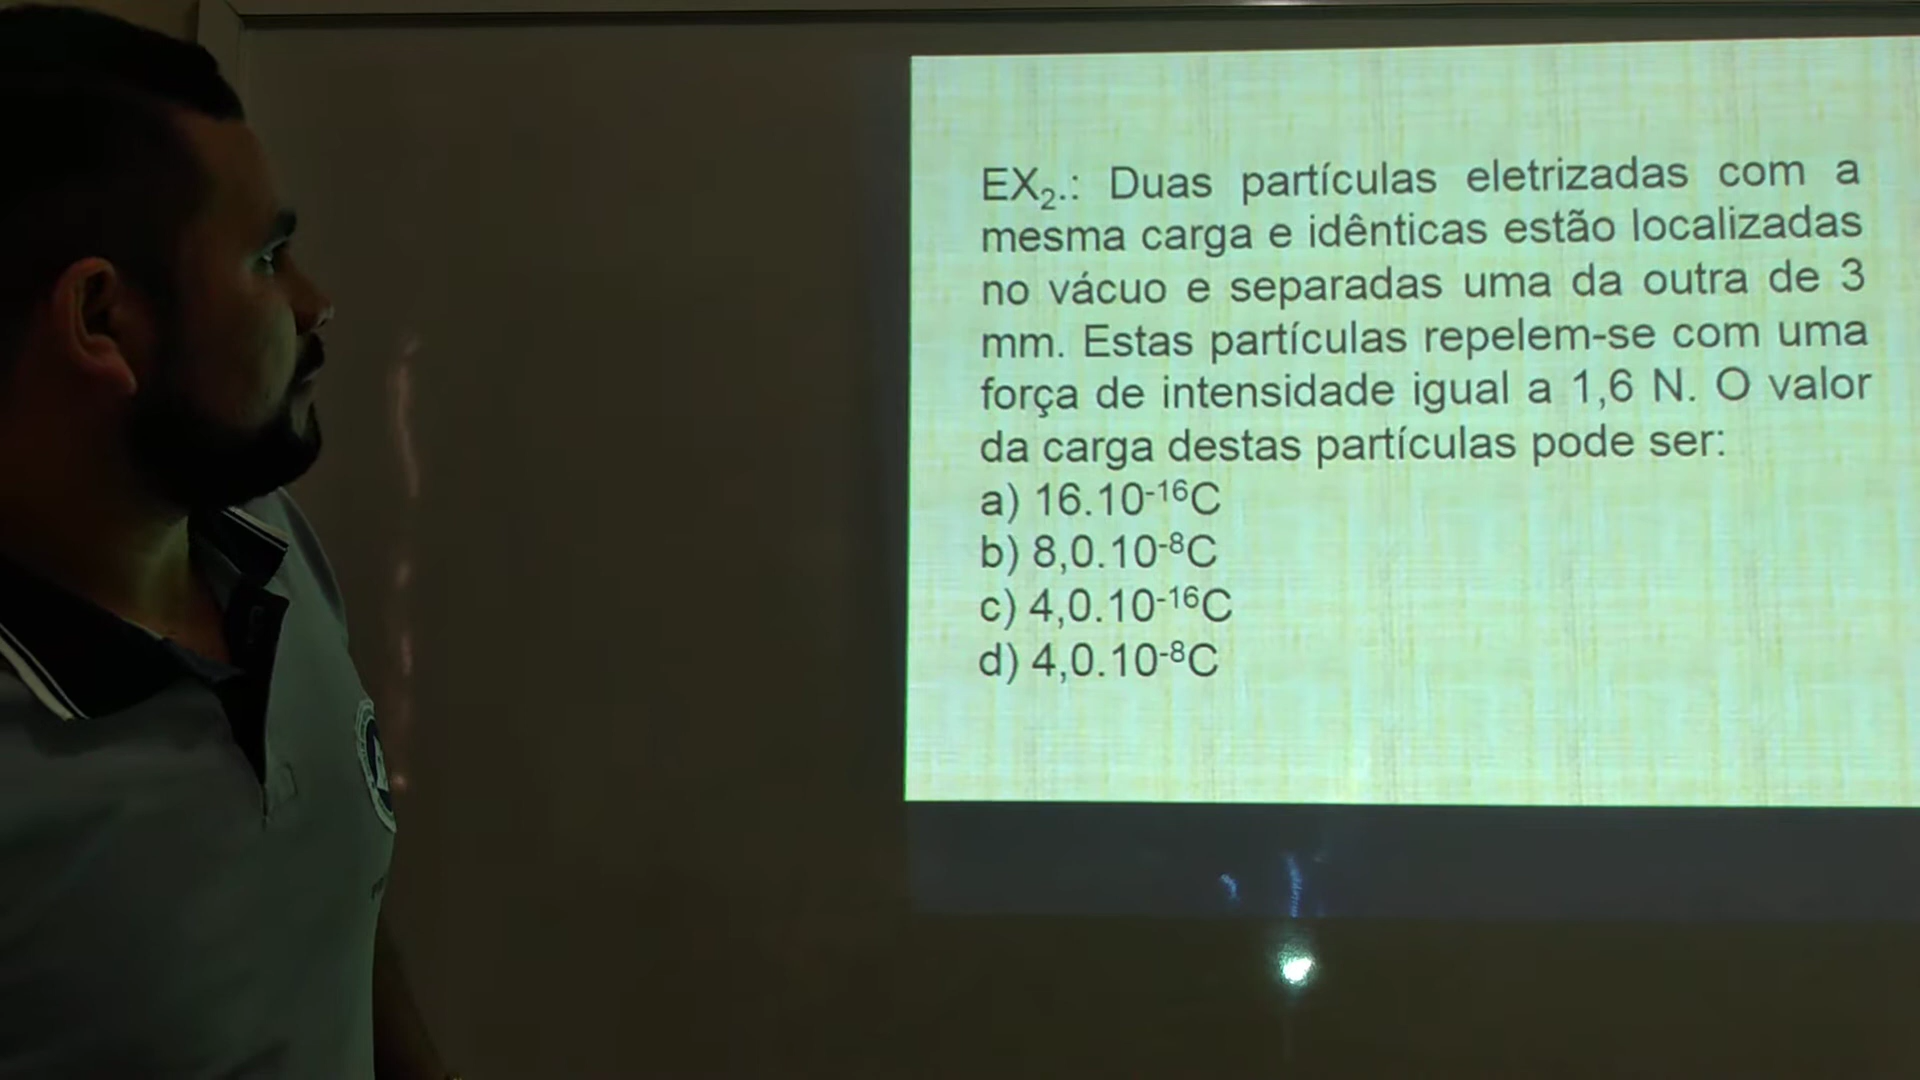 EX₂.: Duas partículas eletrizadas com a
mesma carga e idênticas estão localizadas
no vácuo e separadas uma da outra de 3
mm. Estas partículas repelem-se com uma
força de intensidade igual a 1,6 N. O valor
da carga destas partículas pode ser:
a) 16.10⁻¹⁶C
b) 8,0.10⁻⁸C
c) 4,0.10⁻¹⁶C
d) 4,0.10⁻⁸C